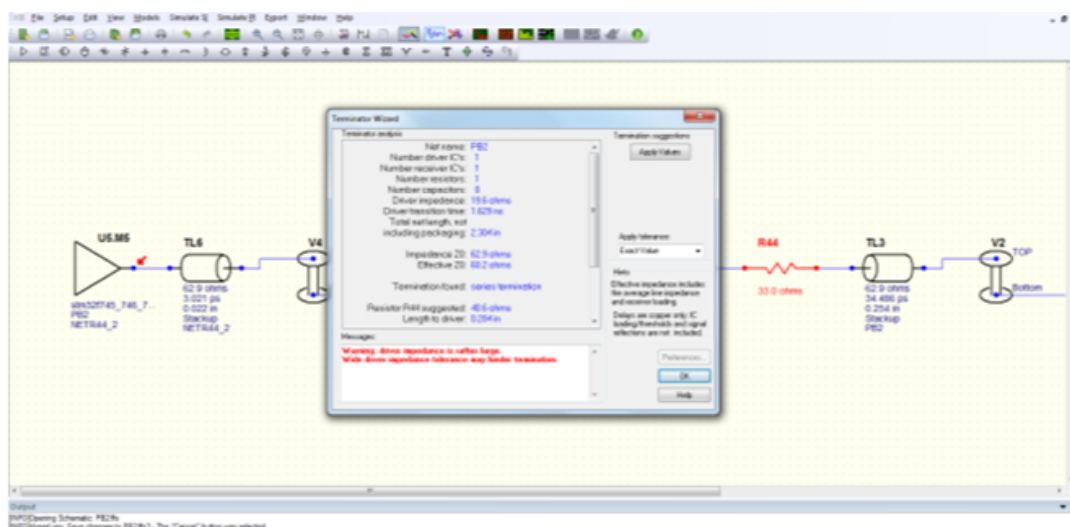 File Setup Edit View Models Simulate SI Export Window Help
Terminator Wizard
Terminator analysis
Net name: PB2
Number driver IC's: 1
Number receiver IC's: 1
Number resistors: 1
Number capacitors: 0
Driver impedance: 19.6 ohms
Driver transition time: 1.629 ns
Total net length, not
including packaging: 2.304 in
Impedance Z0: 62.9 ohms
Effective Z0: 60.2 ohms
Termination found: series termination
Resistor R44 suggested: 40.6 ohms
Length to driver: 0.204 in
Messages:
Warning: driver impedance is rather large.
Wide driver impedance tolerance may hinder termination.
Termination suggestions
Apply Values
Apply tolerance:
Exact Value
Hints
Effective impedance includes
the average line impedance
and receiver loading.
Delays are copper only; IC
loading/thresholds and signal
reflections are not included.
Preferences...
OK
Help
U5.M5
PB2
NETR44_2
TL6
62.9 ohms
3.021 ps
0.022 in
Stackup
NETR44_2
V4
R44
33.0 ohms
TL3
62.9 ohms
34.486 ps
0.254 in
Stackup
PB2
V2
TOP
Bottom
Output